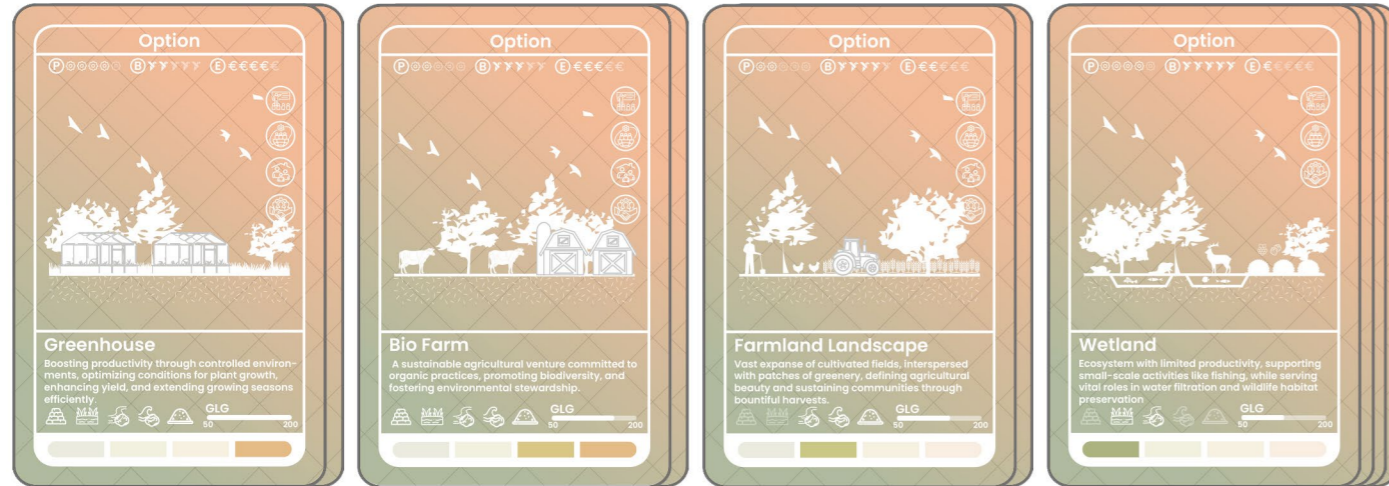 Option
P B E €€€€€
Greenhouse
Boosting productivity through controlled environ-
ments, optimizing conditions for plant growth,
enhancing yield, and extending growing seasons
efficiently.
GLG
50 200
Option
P B E €€€€€
Bio Farm
A sustainable agricultural venture committed to
organic practices, promoting biodiversity, and
fostering environmental stewardship.
GLG
50 200
Option
P B E €€€€€
Farmland Landscape
Vast expanse of cultivated fields, interspersed
with patches of greenery, defining agricultural
beauty and sustaining communities through
bountiful harvests.
GLG
50 200
Option
P B E €€€€€
Wetland
Ecosystem with limited productivity, supporting
small-scale activities like fishing, while serving
vital roles in water filtration and wildlife habitat
preservation
GLG
50 200